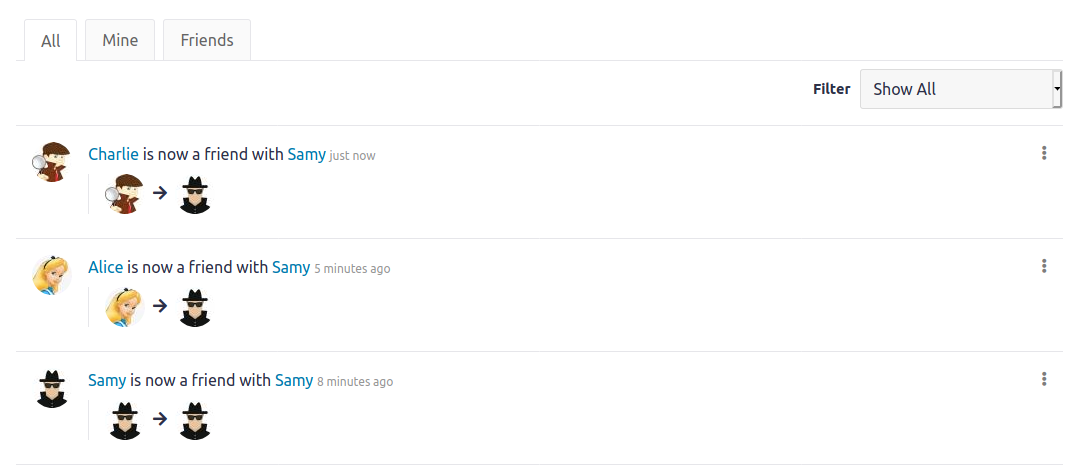 All Mine Friends
Filter Show All
Charlie is now a friend with Samy just now
Alice is now a friend with Samy 5 minutes ago
Samy is now a friend with Samy 8 minutes ago